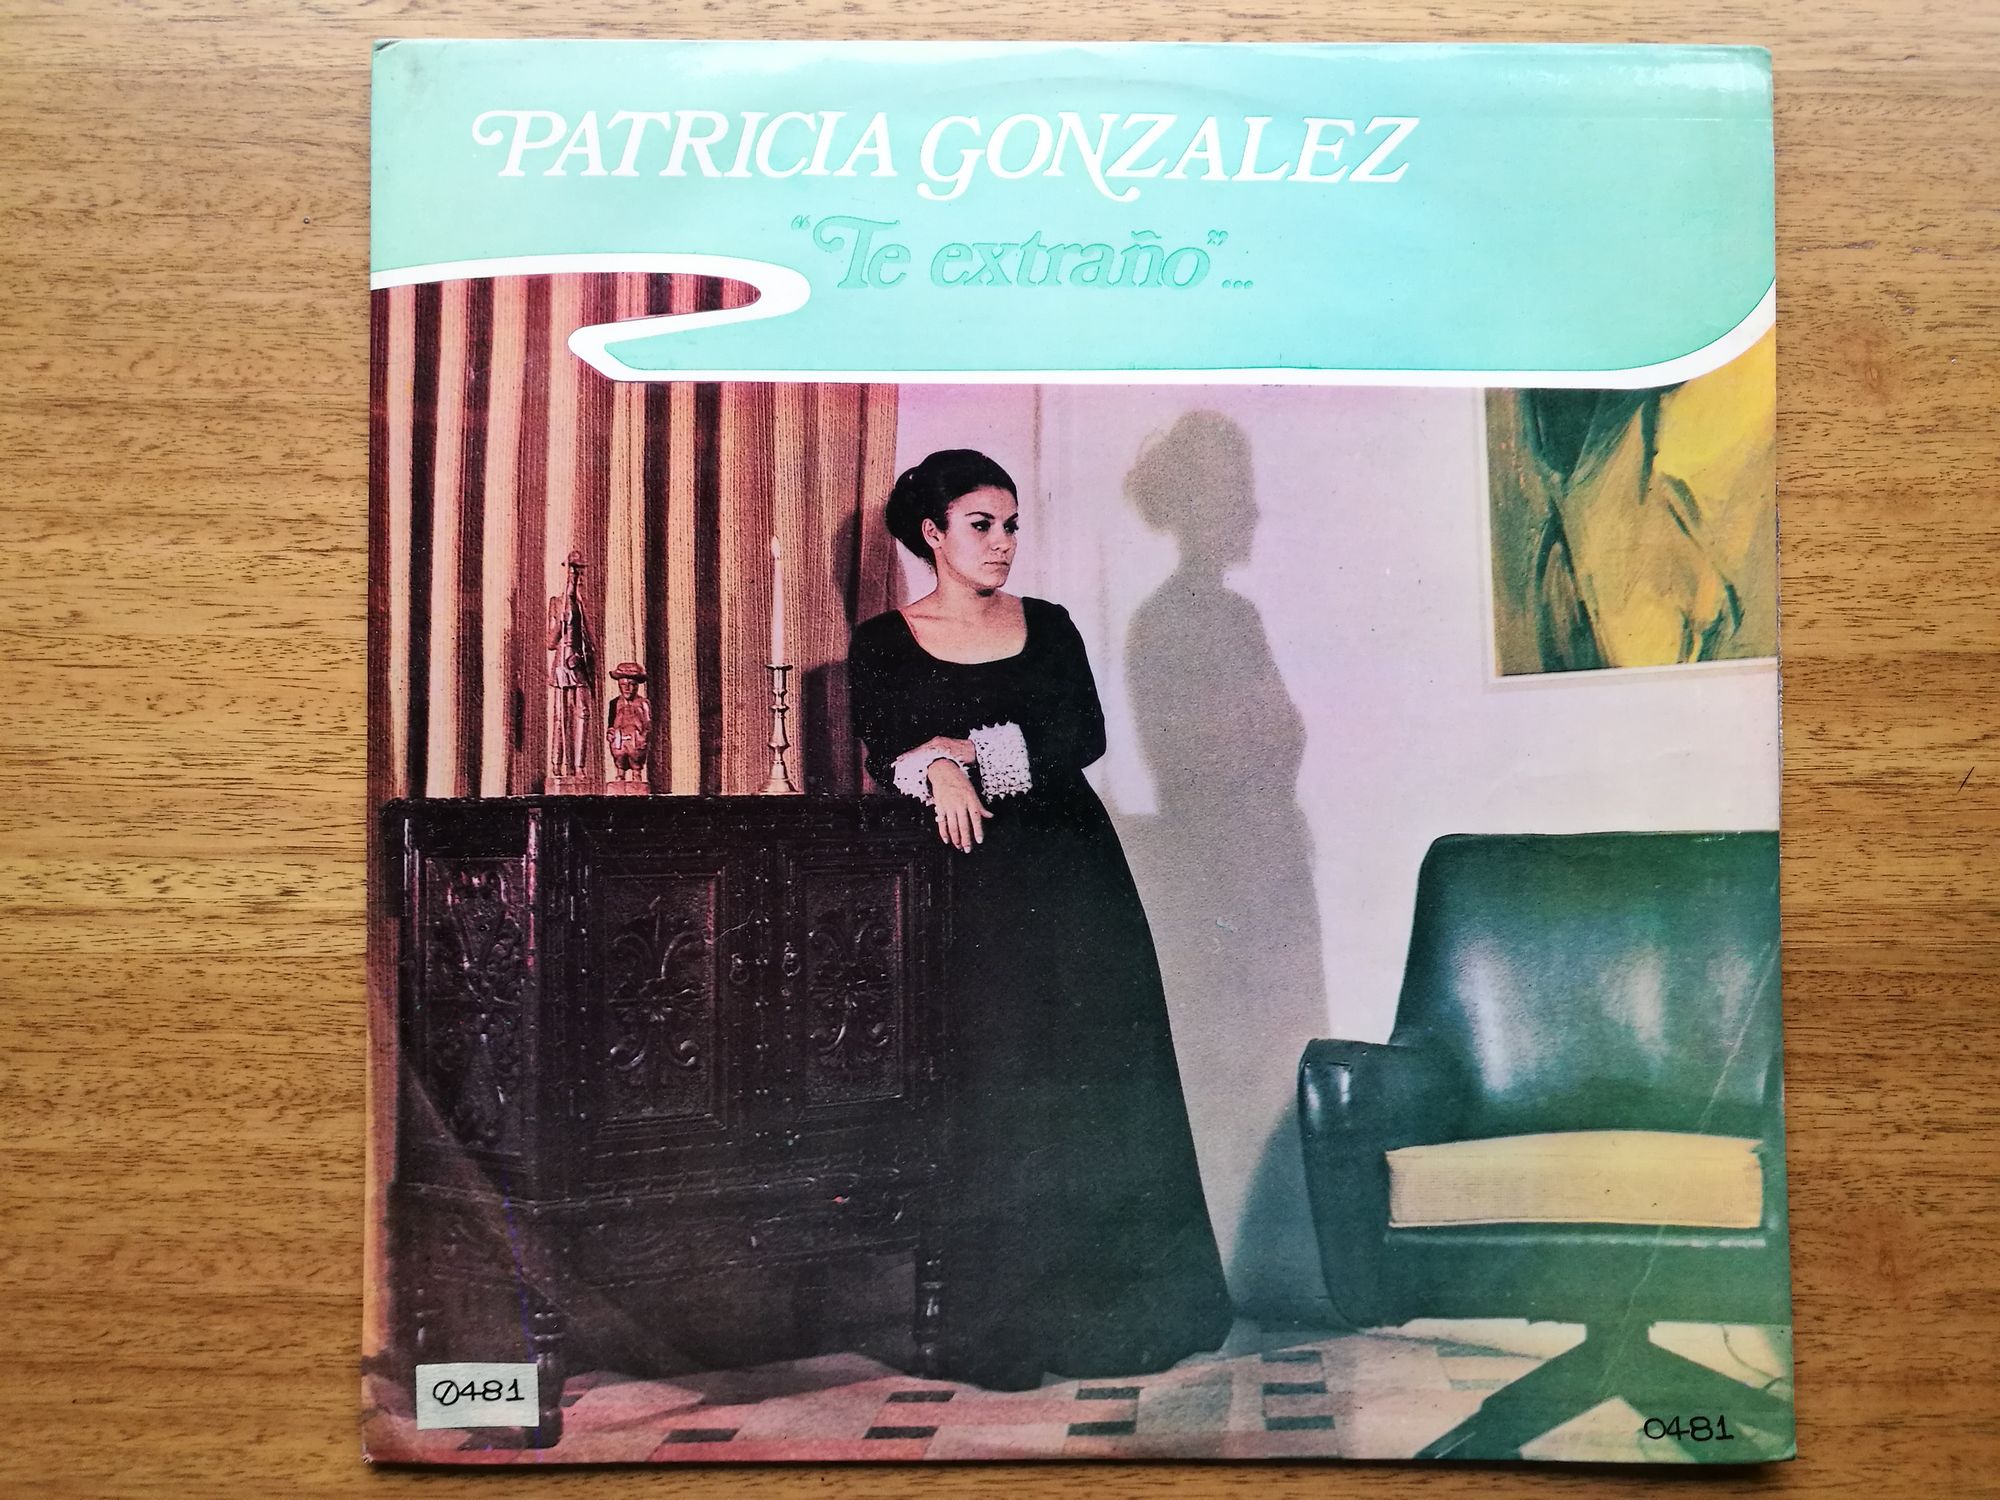 PATRICIA GONZALEZ
“Te extraño”...
0481
0481